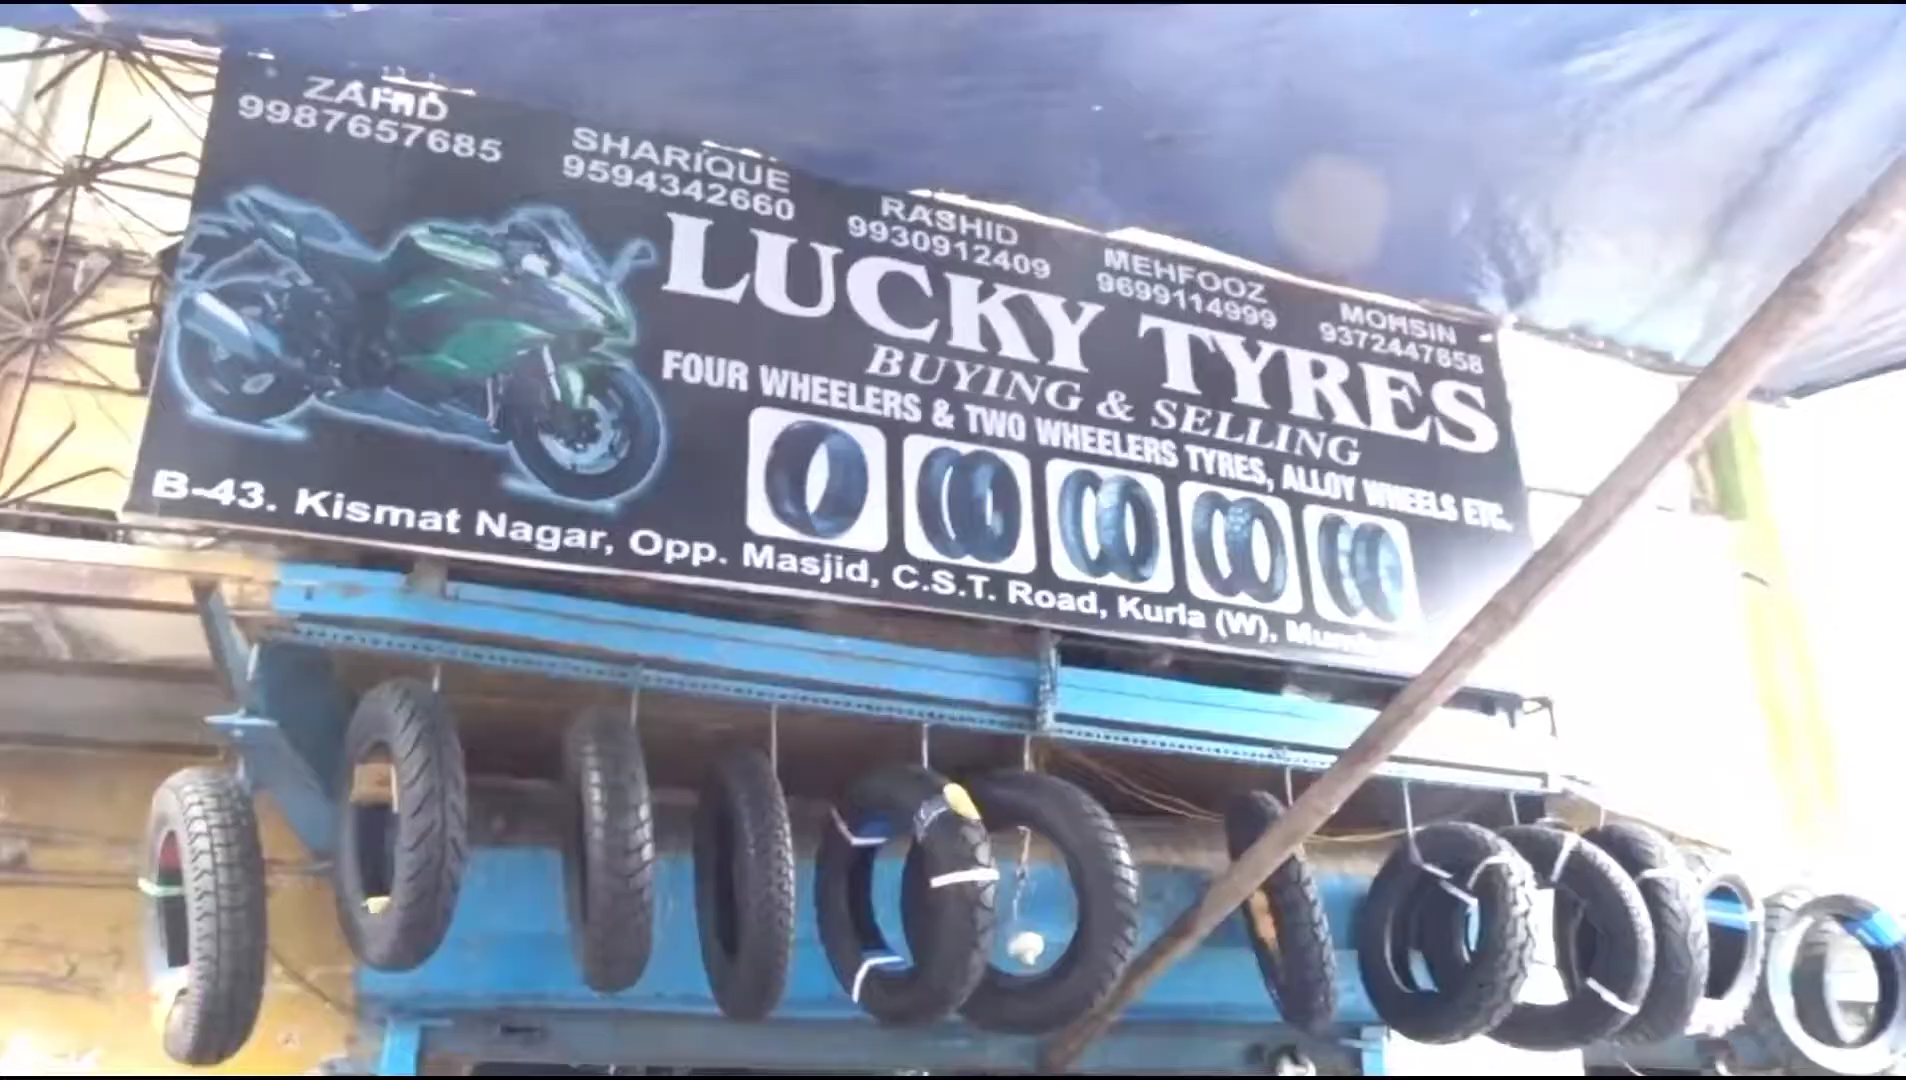 ZAHID
9987657685
SHARIQUE
9594342660
RASHID
9930912409
MEHFOOZ
9699114999
MOHSIN
9372447858
LUCKY TYRES
BUYING & SELLING
FOUR WHEELERS & TWO WHEELERS TYRES, ALLOY WHEELS ETC.
B-43. Kismat Nagar, Opp. Masjid, C.S.T. Road, Kurla (W),